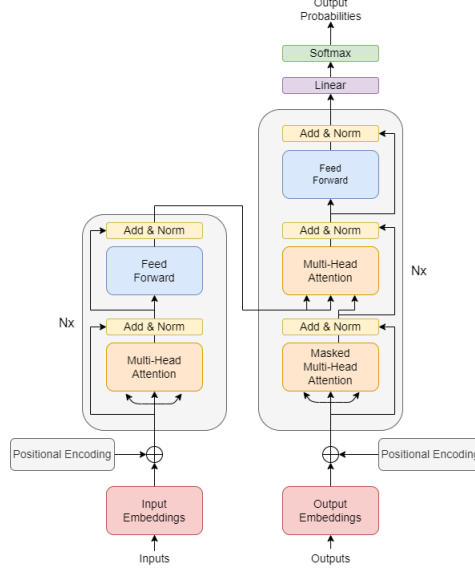 Output
Probabilities
Softmax
Linear
Add & Norm
Feed
Forward
Add & Norm
Multi-Head
Attention
Nx
Add & Norm
Masked
Multi-Head
Attention
Add & Norm
Feed
Forward
Nx
Add & Norm
Multi-Head
Attention
Positional Encoding
Positional Encoding
Input
Embeddings
Output
Embeddings
Inputs
Outputs